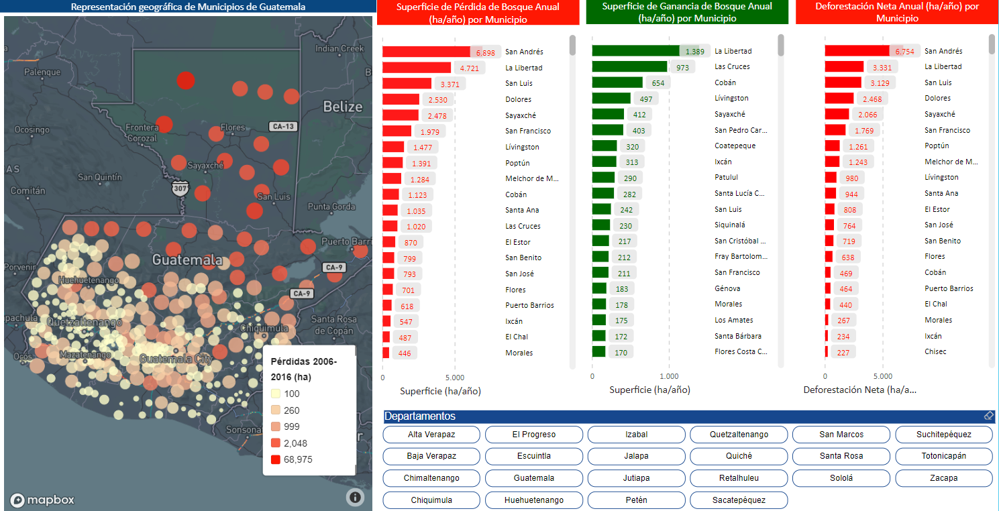 Representación geográfica de Municipios de Guatemala
Indian Creek
Palenque
Belize
Ocosingo
Frontera
Corozal
Flores
CA-13
AS
Sayaxché
San Quintín
Comitán
307
San Luis
Punta Gorda
Puerto Barri
Guatemala
Porvenir
CA-9
Huehuetenango
CA-9
pachula
Quetzaltenango
Chiquimula
Santa Rosa
de Copán
Ocós
Mazatenango
Guatemala City
Sonsona
r
Pérdidas 2006-
2016 (ha)
100
260
999
2,048
68,975
mapbox
Superficie de Pérdida de Bosque Anual
(ha/año) por Municipio
6.898 San Andrés
4.721 La Libertad
3.371 San Luis
2.530 Dolores
2.478 Sayaxché
1.979 San Francisco
1.477 Lívingston
1.391 Poptún
1.284 Melchor de M...
1.123 Cobán
1.035 Santa Ana
1.020 Las Cruces
870 El Estor
799 San Benito
793 San José
701 Flores
618 Puerto Barrios
547 Ixcán
487 El Chal
446 Morales
0 5.000
Superficie (ha/año)
Superficie de Ganancia de Bosque Anual
(ha/año) por Municipio
1.389 La Libertad
973 Las Cruces
654 Cobán
497 Lívingston
412 Sayaxché
403 San Pedro Car...
320 Coatepeque
313 Ixcán
290 Patulul
282 Santa Lucía C...
242 San Luis
230 Siquinalá
217 San Cristóbal ...
212 Fray Bartolom...
211 San Francisco
183 Génova
178 Morales
175 Los Amates
172 Santa Bárbara
170 Flores Costa C...
0 1.000
Superficie (ha/año)
Deforestación Neta Anual (ha/año) por
Municipio
6.754 San Andrés
3.331 La Libertad
3.129 San Luis
2.468 Dolores
2.066 Sayaxché
1.769 San Francisco
1.261 Poptún
1.243 Melchor de M...
980 Lívingston
944 Santa Ana
808 El Estor
764 San José
719 San Benito
638 Flores
469 Cobán
464 Puerto Barrios
440 El Chal
267 Morales
234 Ixcán
227 Chisec
0 5.000
Deforestación Neta (ha/a...
Departamentos
Alta Verapaz El Progreso Izabal Quetzaltenango San Marcos Suchitepéquez
Baja Verapaz Escuintla Jalapa Quiché Santa Rosa Totonicapán
Chimaltenango Guatemala Jutiapa Retalhuleu Sololá Zacapa
Chiquimula Huehuetenango Petén Sacatepéquez